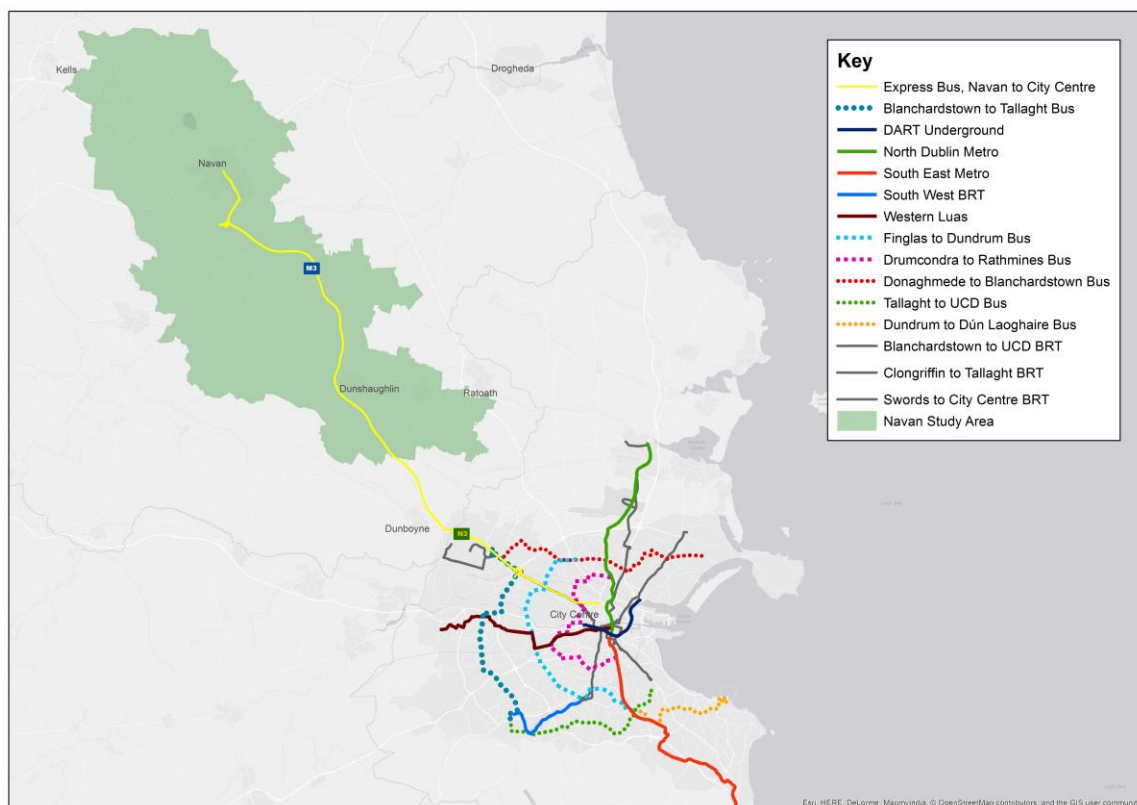 Kells
Drogheda
Navan
M3
Dunshaughlin
Ratoath
Dunboyne
N3
City Centre
Key
Express Bus, Navan to City Centre
Blanchardstown to Tallaght Bus
DART Underground
North Dublin Metro
South East Metro
South West BRT
Western Luas
Finglas to Dundrum Bus
Drumcondra to Rathmines Bus
Donaghmede to Blanchardstown Bus
Tallaght to UCD Bus
Dundrum to Dún Laoghaire Bus
Blanchardstown to UCD BRT
Clongriffin to Tallaght BRT
Swords to City Centre BRT
Navan Study Area
Esri, HERE, DeLorme, MapmyIndia, © OpenStreetMap contributors, and the GIS user communit